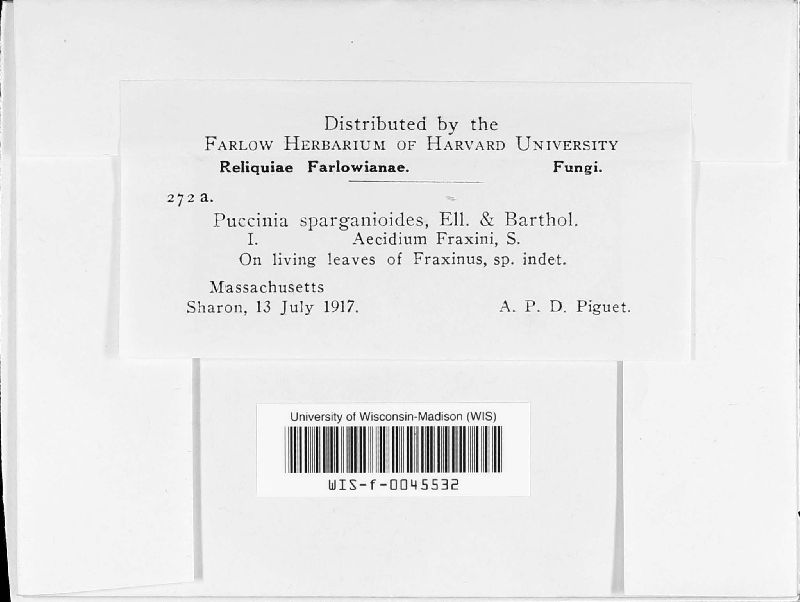 Distributed by the
FARLOW HERBARIUM OF HARVARD UNIVERSITY
Reliquiae Farlowianae. Fungi.
272 a.
Puccinia sparganioides, Ell. & Barthol.
I. Aecidium Fraxini, S.
On living leaves of Fraxinus, sp. indet.
Massachusetts
Sharon, 13 July 1917. A. P. D. Piguet.
University of Wisconsin-Madison (WIS)
WIS-f-0045532